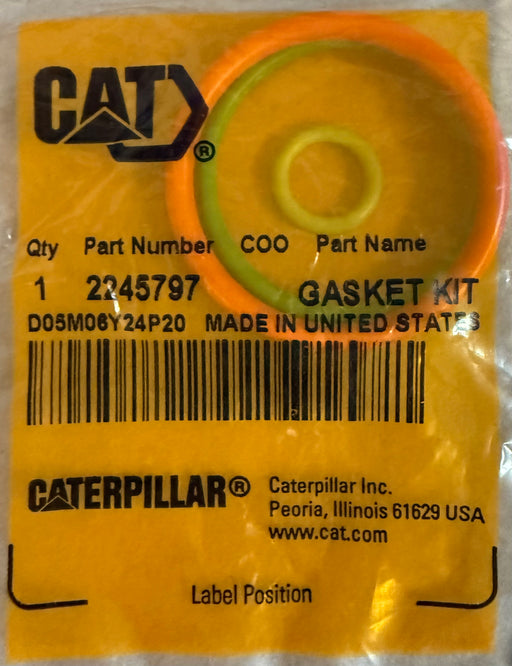 CAT®
Qty Part Number COO Part Name
1 2245797 GASKET KIT
D05M06Y24P20 MADE IN UNITED STATES
CATERPILLAR® Caterpillar Inc.
Peoria, Illinois 61629 USA
www.cat.com
Label Position